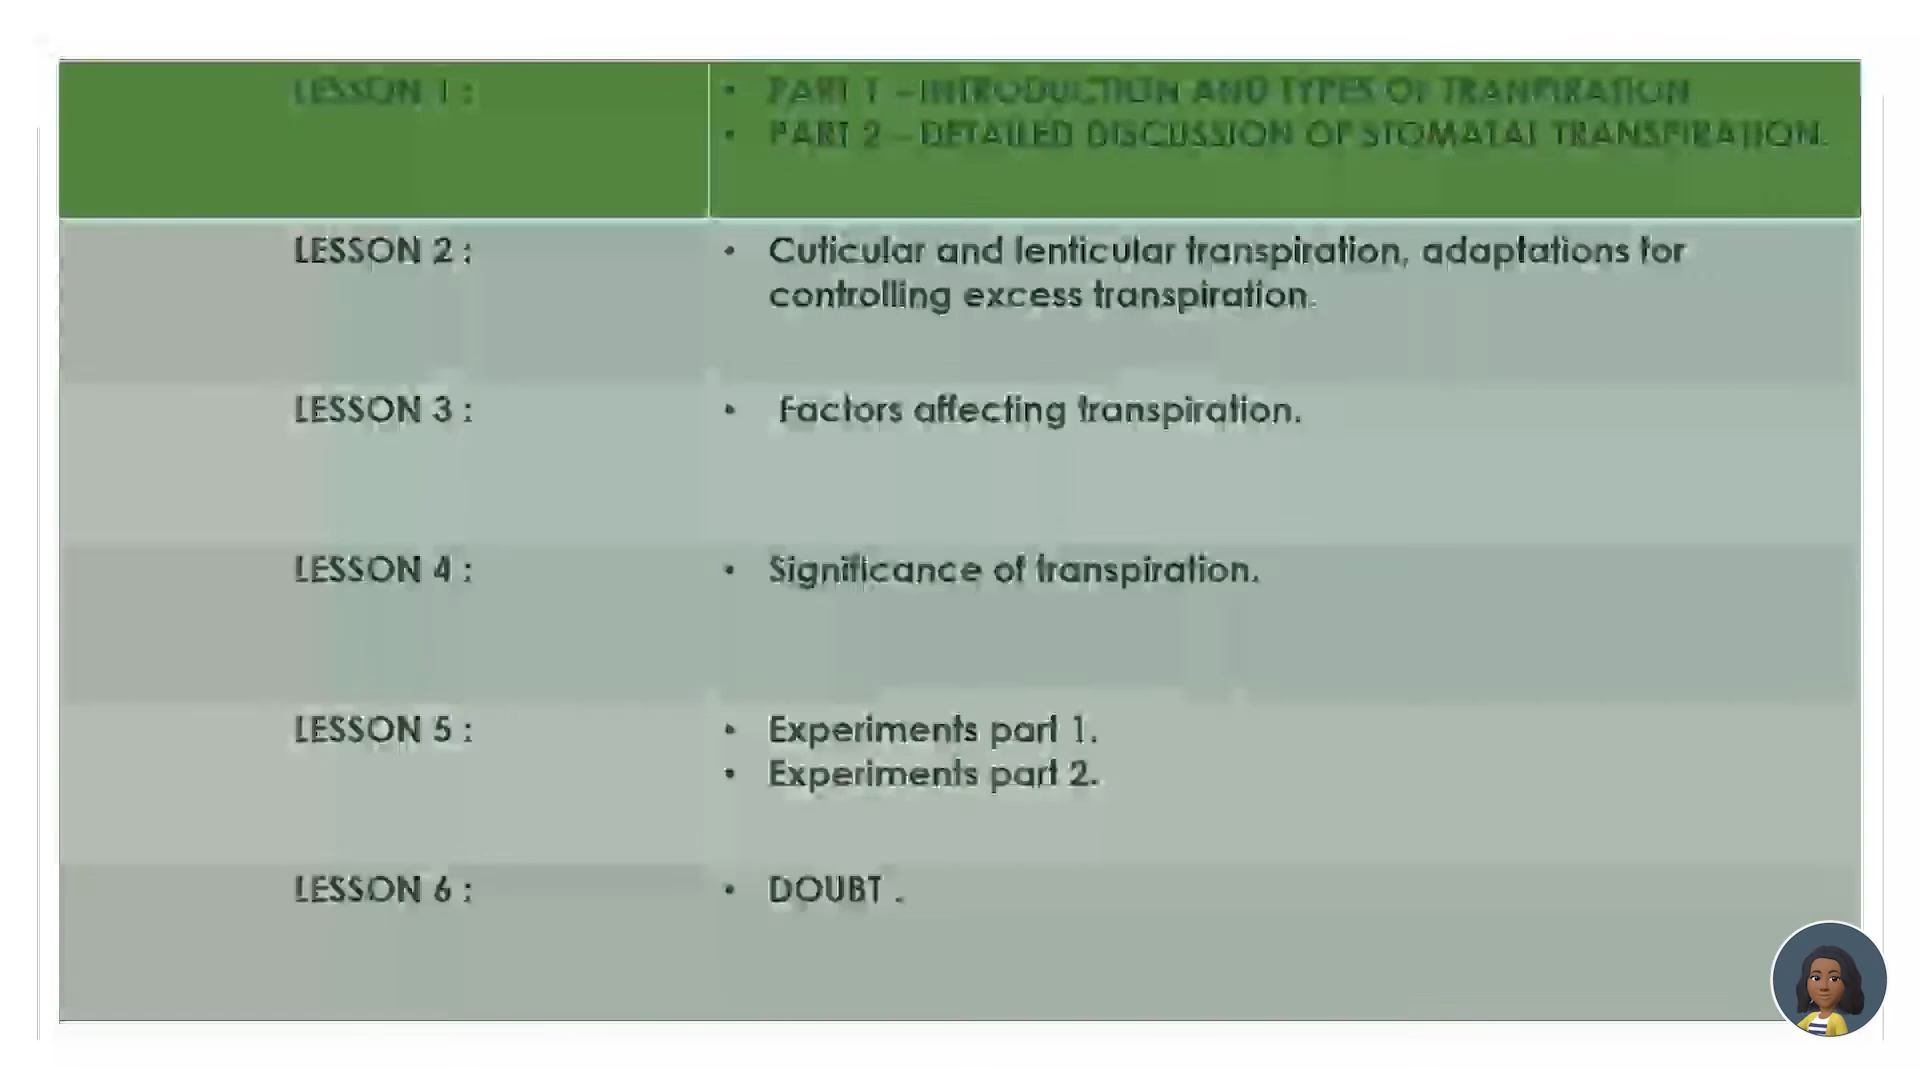 LESSON 1 :
• PART 1 – INTRODUCTION AND TYPES OF TRANPIRATION
• PART 2 – DETAILED DISCUSSION OF STOMATAL TRANSPIRATION.
LESSON 2 :
• Cuticular and lenticular transpiration, adaptations for
controlling excess transpiration.
LESSON 3 :
• Factors affecting transpiration.
LESSON 4 :
• Significance of transpiration.
LESSON 5 :
• Experiments part 1.
• Experiments part 2.
LESSON 6 :
• DOUBT .